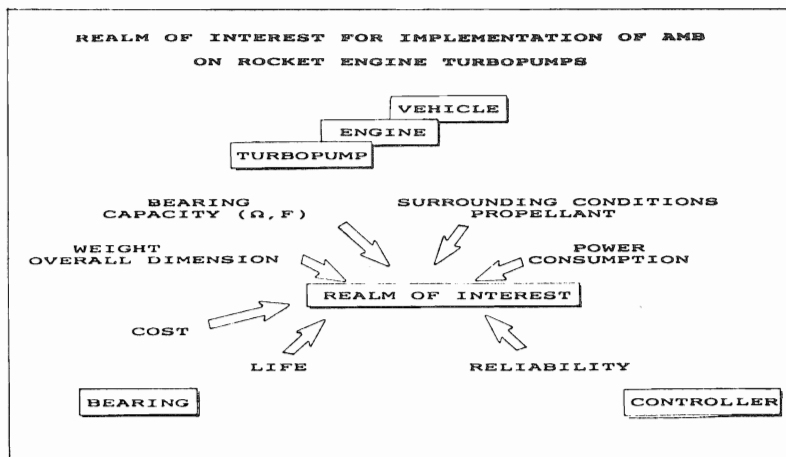 REALM OF INTEREST FOR IMPLEMENTATION OF AMB
ON ROCKET ENGINE TURBOPUMPS
VEHICLE
ENGINE
TURBOPUMP
BEARING
CAPACITY (Ω,F)
SURROUNDING CONDITIONS
PROPELLANT
WEIGHT
OVERALL DIMENSION
POWER
CONSUMPTION
REALM OF INTEREST
COST
LIFE
RELIABILITY
BEARING
CONTROLLER